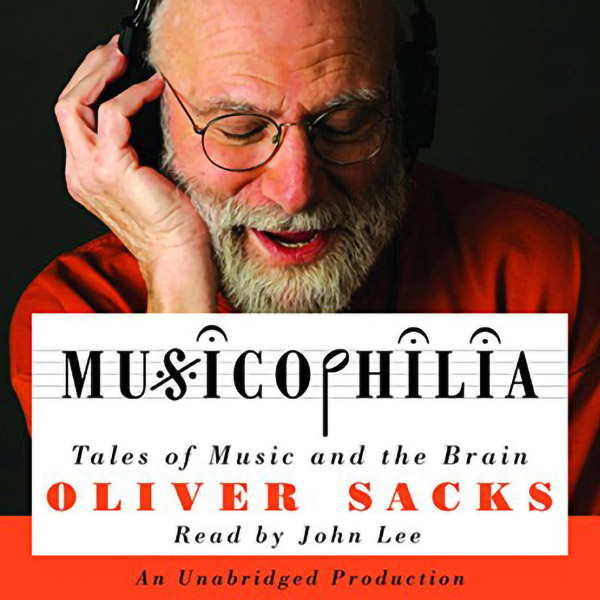 MUSICOPHILIA
Tales of Music and the Brain
OLIVER SACKS
Read by John Lee
An Unabridged Production